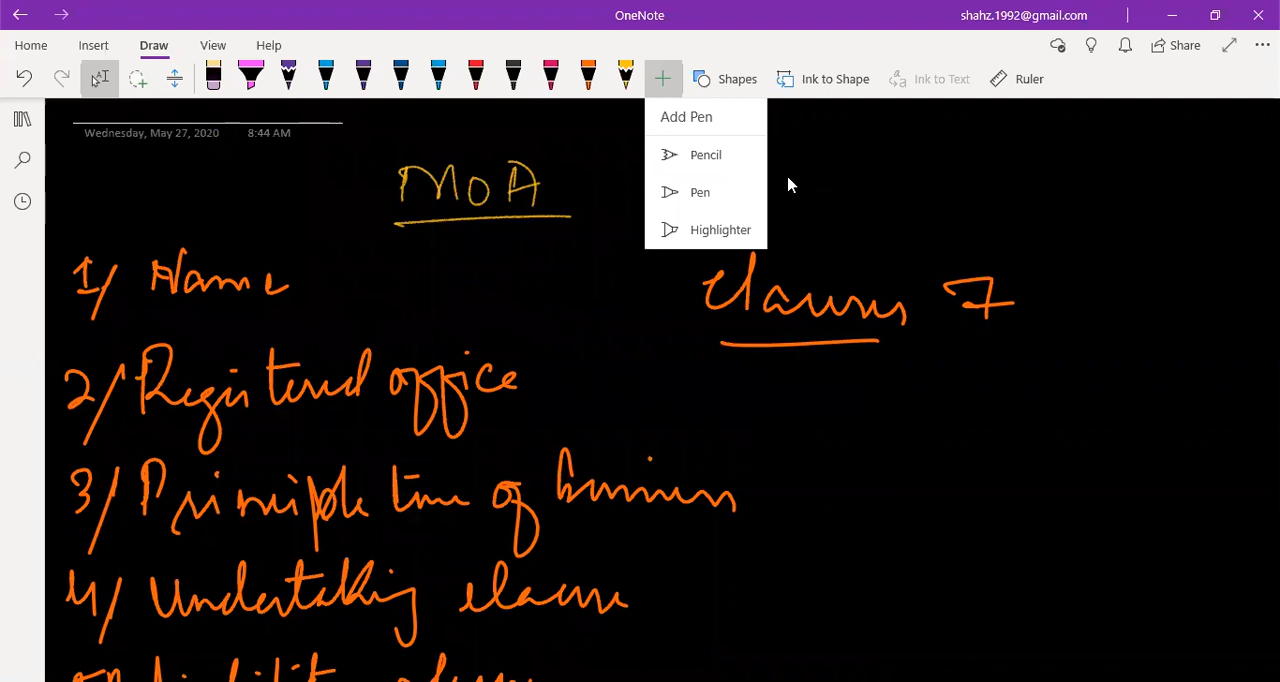 OneNote
shahz.1992@gmail.com
Home Insert Draw View Help
Share
Shapes Ink to Shape Ink to Text Ruler
Add Pen
Pencil
Pen
Highlighter
Wednesday, May 27, 2020 8:44 AM
MOA
1/ Name
Clauses 7
2/ Registered office
3/ Principle line of business
4/ Undertaking clause